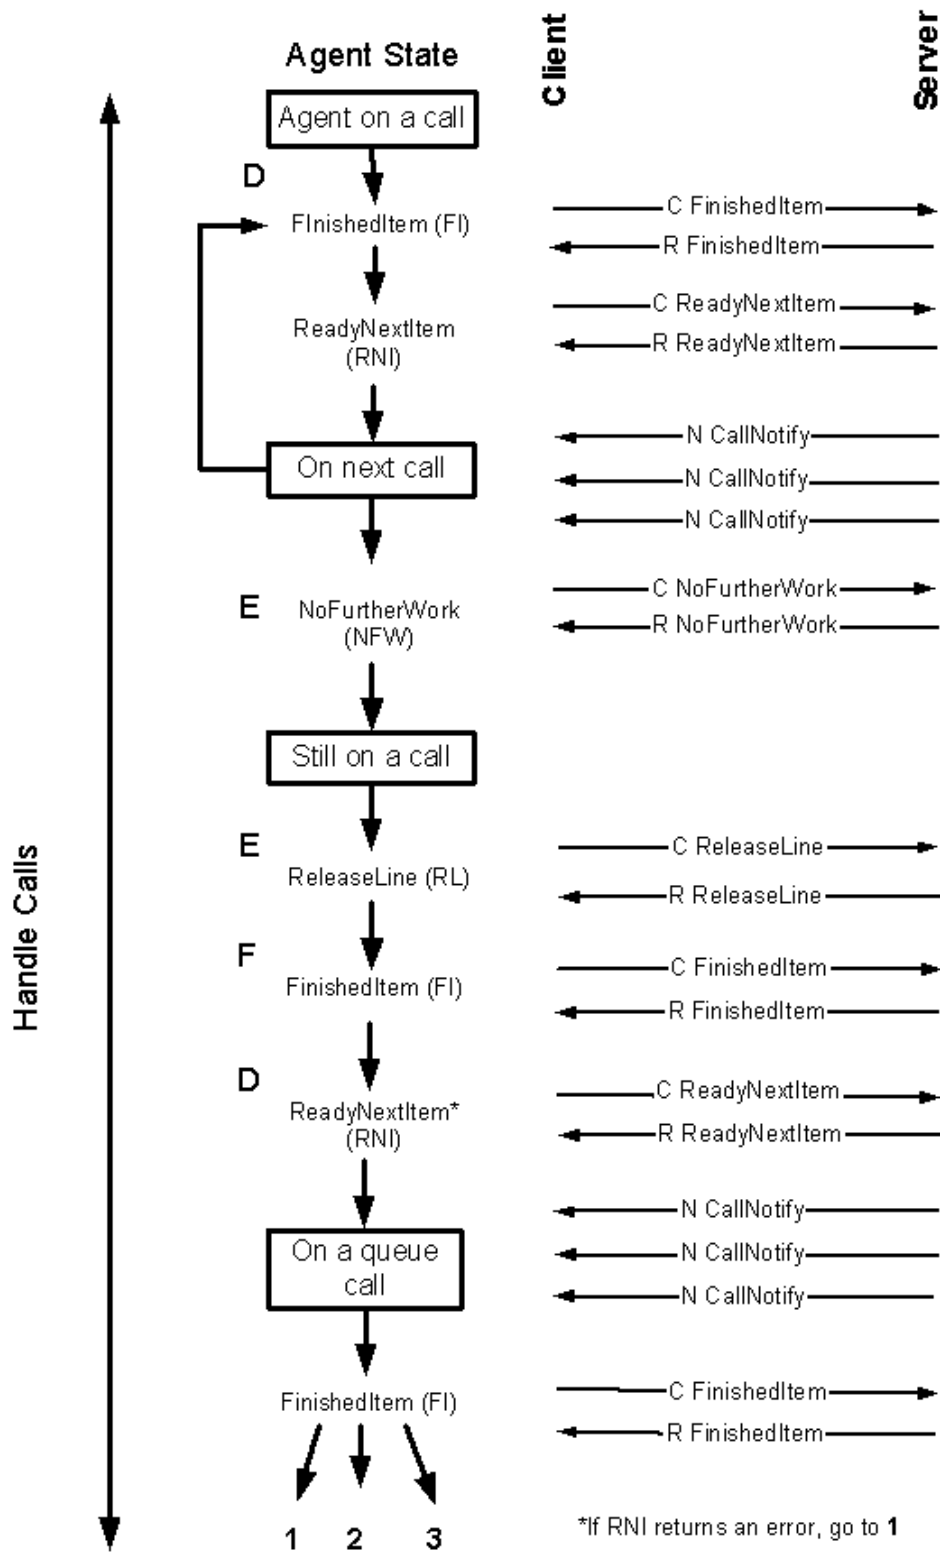 Agent State
Client
Server
Agent on a call
D
FInishedItem (FI)
C FinishedItem
R FinishedItem
C ReadyNextItem
ReadyNextItem
(RNI)
R ReadyNextItem
N CallNotify
On next call
N CallNotify
N CallNotify
C NoFurtherWork
E
NoFurtherWork
(NFW)
R NoFurtherWork
Still on a call
E
C ReleaseLine
ReleaseLine (RL)
R ReleaseLine
Handle Calls
F
C FinishedItem
FinishedItem (FI)
R FinishedItem
D
C ReadyNextItem
ReadyNextItem*
(RNI)
R ReadyNextItem
N CallNotify
On a queue
call
N CallNotify
N CallNotify
C FinishedItem
FinishedItem (FI)
R FinishedItem
1 2 3
*If RNI returns an error, go to 1